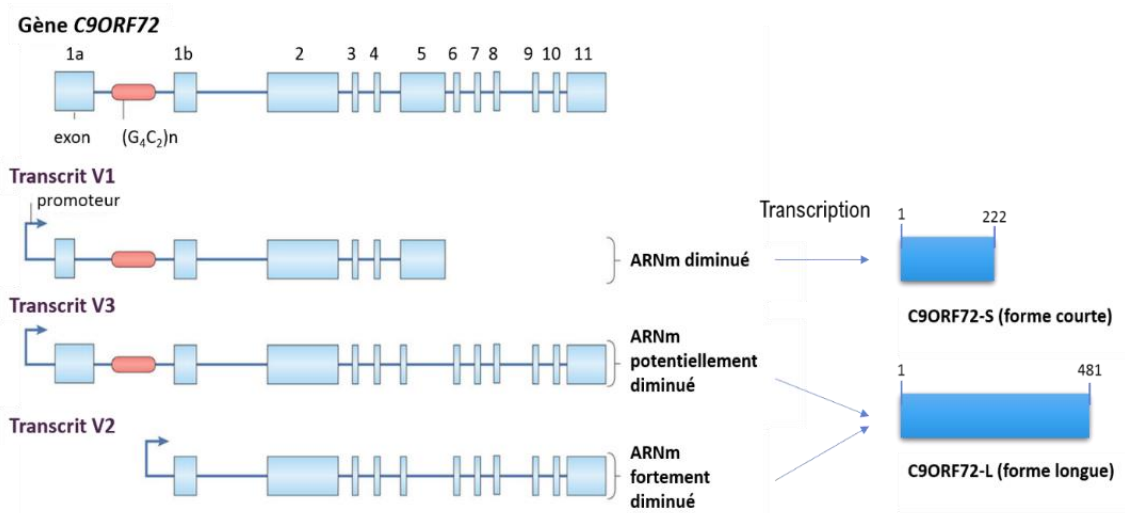 Gène C9ORF72
1a 1b 2 3 4 5 6 7 8 9 10 11
exon (G₄C₂)n
Transcrit V1
promoteur
ARNm diminué
Transcription
1 222
C9ORF72-S (forme courte)
Transcrit V3
ARNm
potentiellement
diminué
1 481
C9ORF72-L (forme longue)
Transcrit V2
ARNm
fortement
diminué